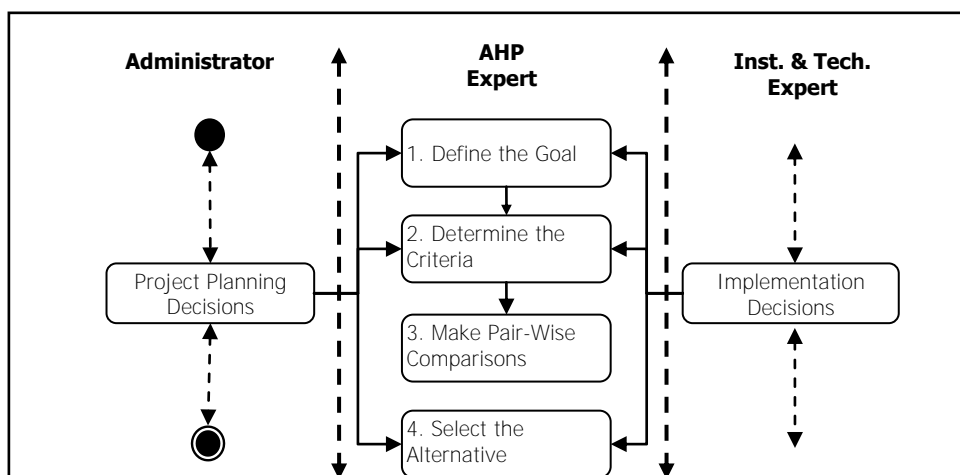 Administrator
AHP
Expert
Inst. & Tech.
Expert
1. Define the Goal
2. Determine the
Criteria
Project Planning
Decisions
Implementation
Decisions
3. Make Pair-Wise
Comparisons
4. Select the
Alternative